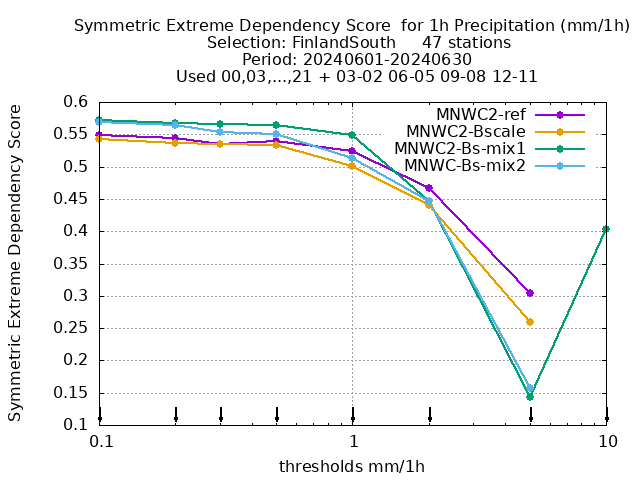 Symmetric Extreme Dependency Score  for 1h Precipitation (mm/1h)
Selection: FinlandSouth     47 stations
Period: 20240601-20240630
Used 00,03,...,21 + 03-02 06-05 09-08 12-11
Symmetric Extreme Dependency Score
0.6
0.55
0.5
0.45
0.4
0.35
0.3
0.25
0.2
0.15
0.1
MNWC2-ref
MNWC2-Bscale
MNWC2-Bs-mix1
MNWC-Bs-mix2
0.1
1
10
thresholds mm/1h